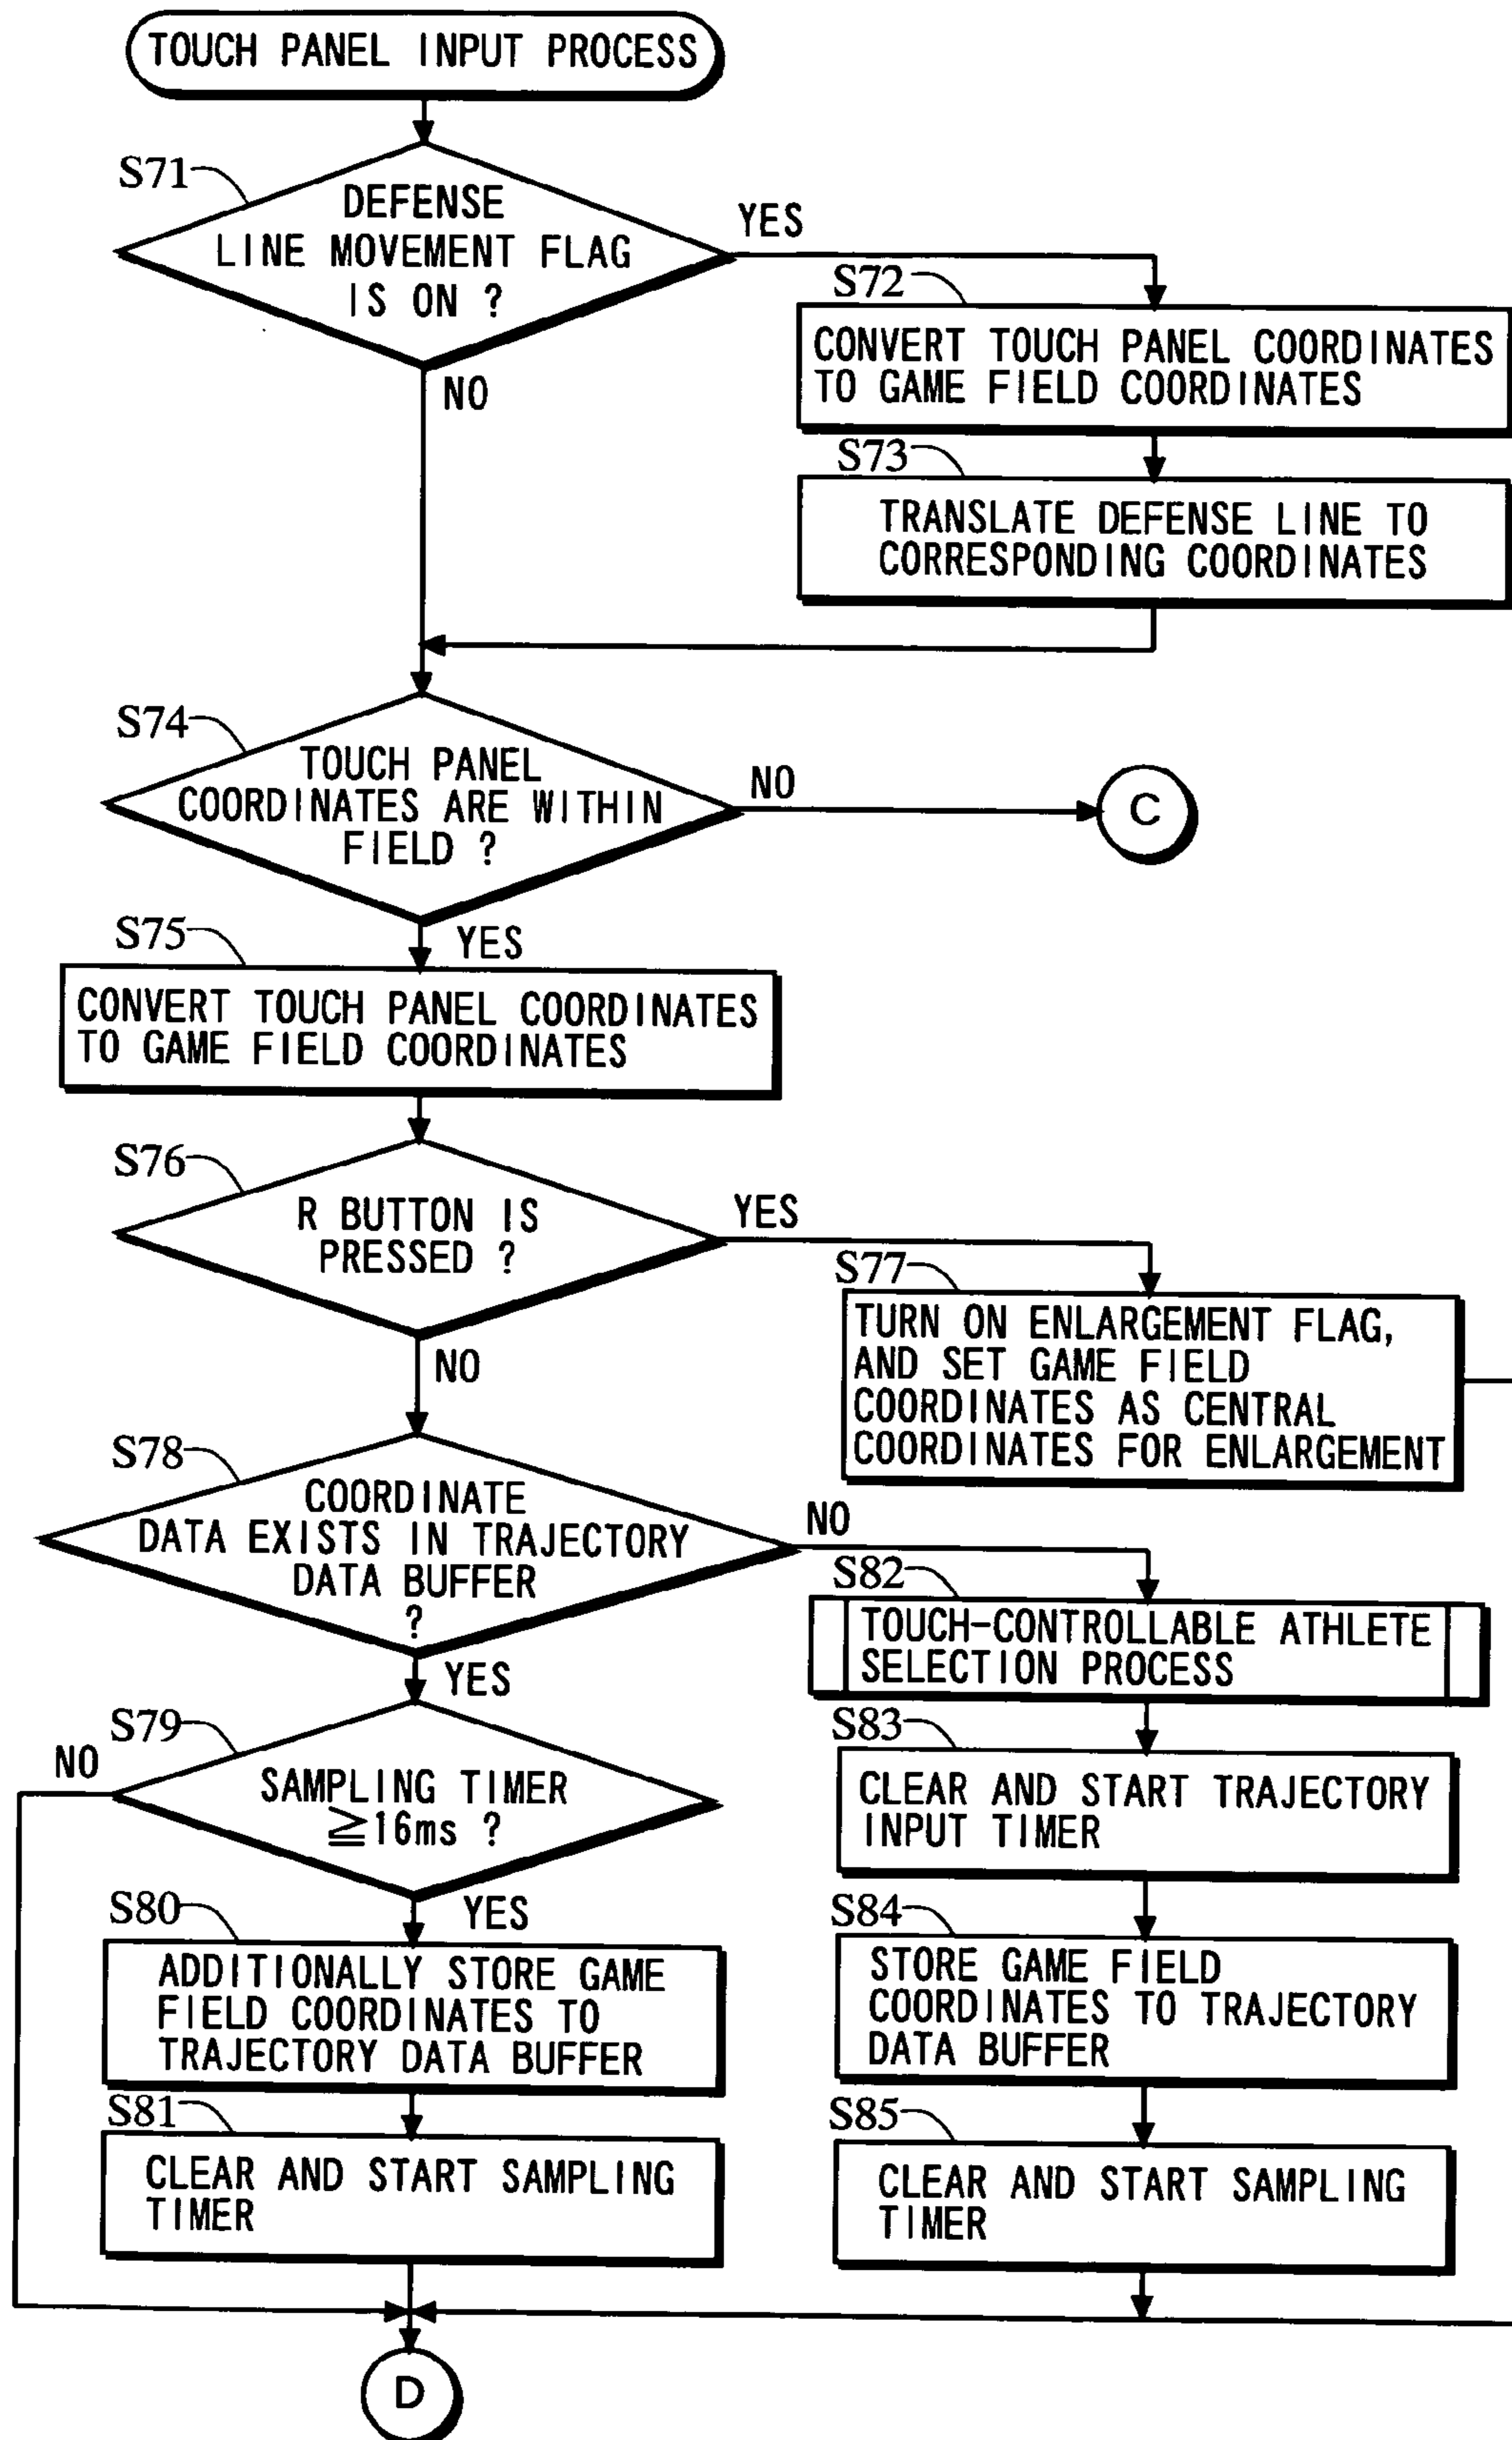 TOUCH PANEL INPUT PROCESS
S71
DEFENSE
LINE MOVEMENT FLAG
IS ON ?
YES
NO
S72
CONVERT TOUCH PANEL COORDINATES
TO GAME FIELD COORDINATES
S73
TRANSLATE DEFENSE LINE TO
CORRESPONDING COORDINATES
S74
TOUCH PANEL
COORDINATES ARE WITHIN
FIELD ?
NO
C
YES
S75
CONVERT TOUCH PANEL COORDINATES
TO GAME FIELD COORDINATES
S76
R BUTTON IS
PRESSED ?
YES
NO
S77
TURN ON ENLARGEMENT FLAG,
AND SET GAME FIELD
COORDINATES AS CENTRAL
COORDINATES FOR ENLARGEMENT
S78
COORDINATE
DATA EXISTS IN TRAJECTORY
DATA BUFFER
?
NO
YES
S82
TOUCH-CONTROLLABLE ATHLETE
SELECTION PROCESS
S79
NO
SAMPLING TIMER
≧16ms ?
YES
S83
CLEAR AND START TRAJECTORY
INPUT TIMER
S80
ADDITIONALLY STORE GAME
FIELD COORDINATES TO
TRAJECTORY DATA BUFFER
S84
STORE GAME FIELD
COORDINATES TO TRAJECTORY
DATA BUFFER
S81
CLEAR AND START SAMPLING
TIMER
S85
CLEAR AND START SAMPLING
TIMER
D